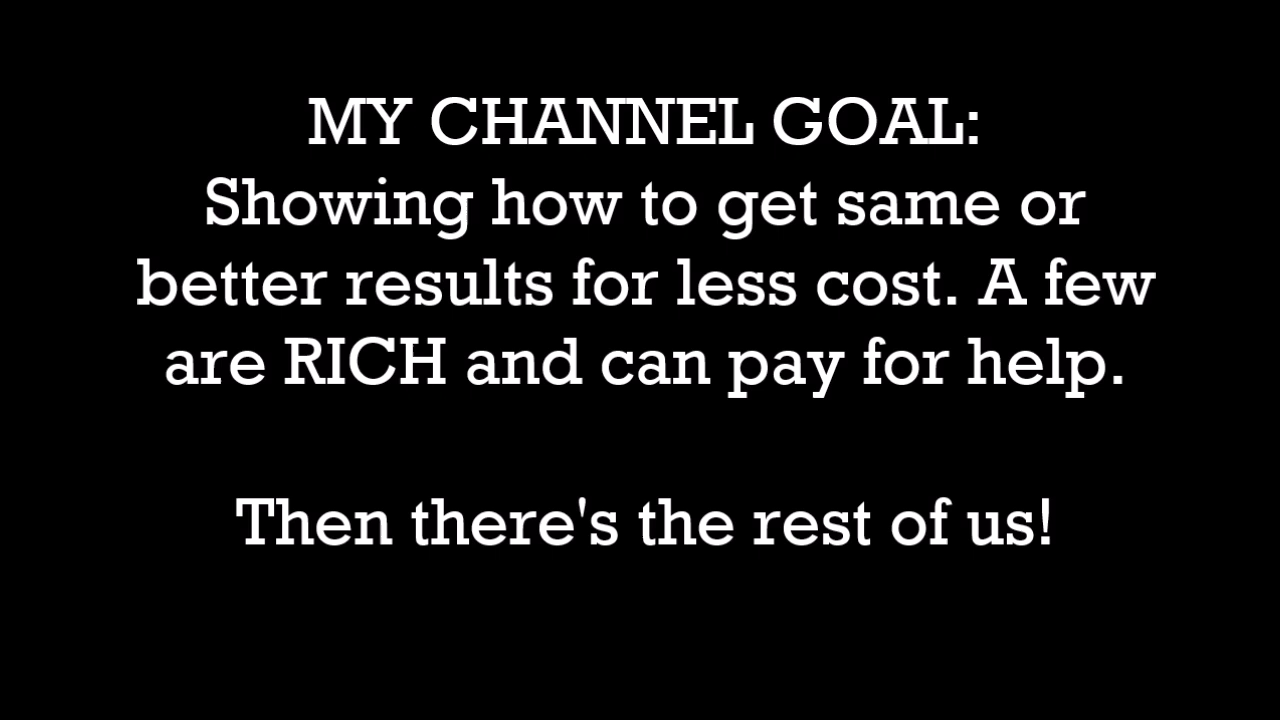 MY CHANNEL GOAL:
Showing how to get same or
better results for less cost. A few
are RICH and can pay for help.
Then there's the rest of us!